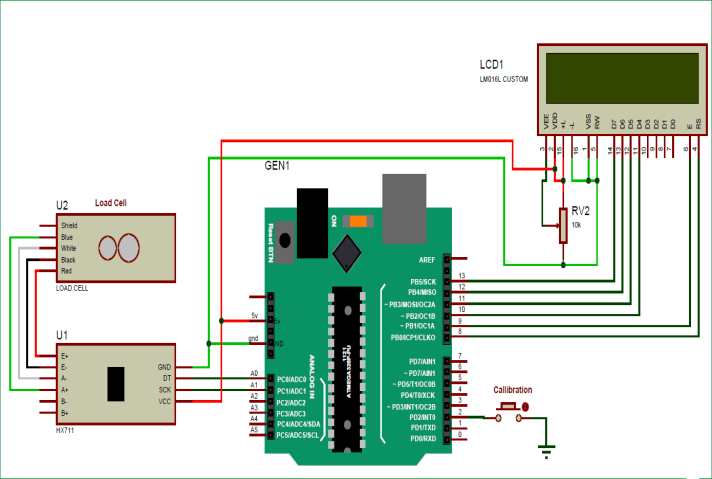 LCD1
LM016L CUSTOM
VEE VDD +L -L VSS RW D7 D6 D5 D4 D3 D2 D1 D0 E RS
3 2 15 16 1 5 14 13 12 11 10 9 8 7 6 4
RV2
10k
GEN1
Reset BTN
ON
U2
Load Cell
Shield
Blue
White
Black
Red
LOAD CELL
U1
E+
E-
A-
A+
B-
B+
GND
DT
SCK
VCC
HX711
5v
gnd
ANALOG IN
A0 PC0/ADC0
A1 PC1/ADC1
A2 PC2/ADC2
A3 PC3/ADC3
A4 PC4/ADC4/SDA
A5 PC5/ADC5/SCL
1121
AREF
PB5/SCK 13
PB4/MISO 12
~ PB3/MOSI/OC2A 11
~ PB2/OC1B 10
~ PB1/OC1A 9
PB0/ICP1/CLKO 8
PD7/AIN1 7
~ PD7/AIN1 6
~ PD5/T1/OC0B 5
PD4/T0/XCK 4
~ PD3/INT1/OC2B 3
PD2/INT0 2
PD1/TXD 1
PD0/RXD 0
Callibration